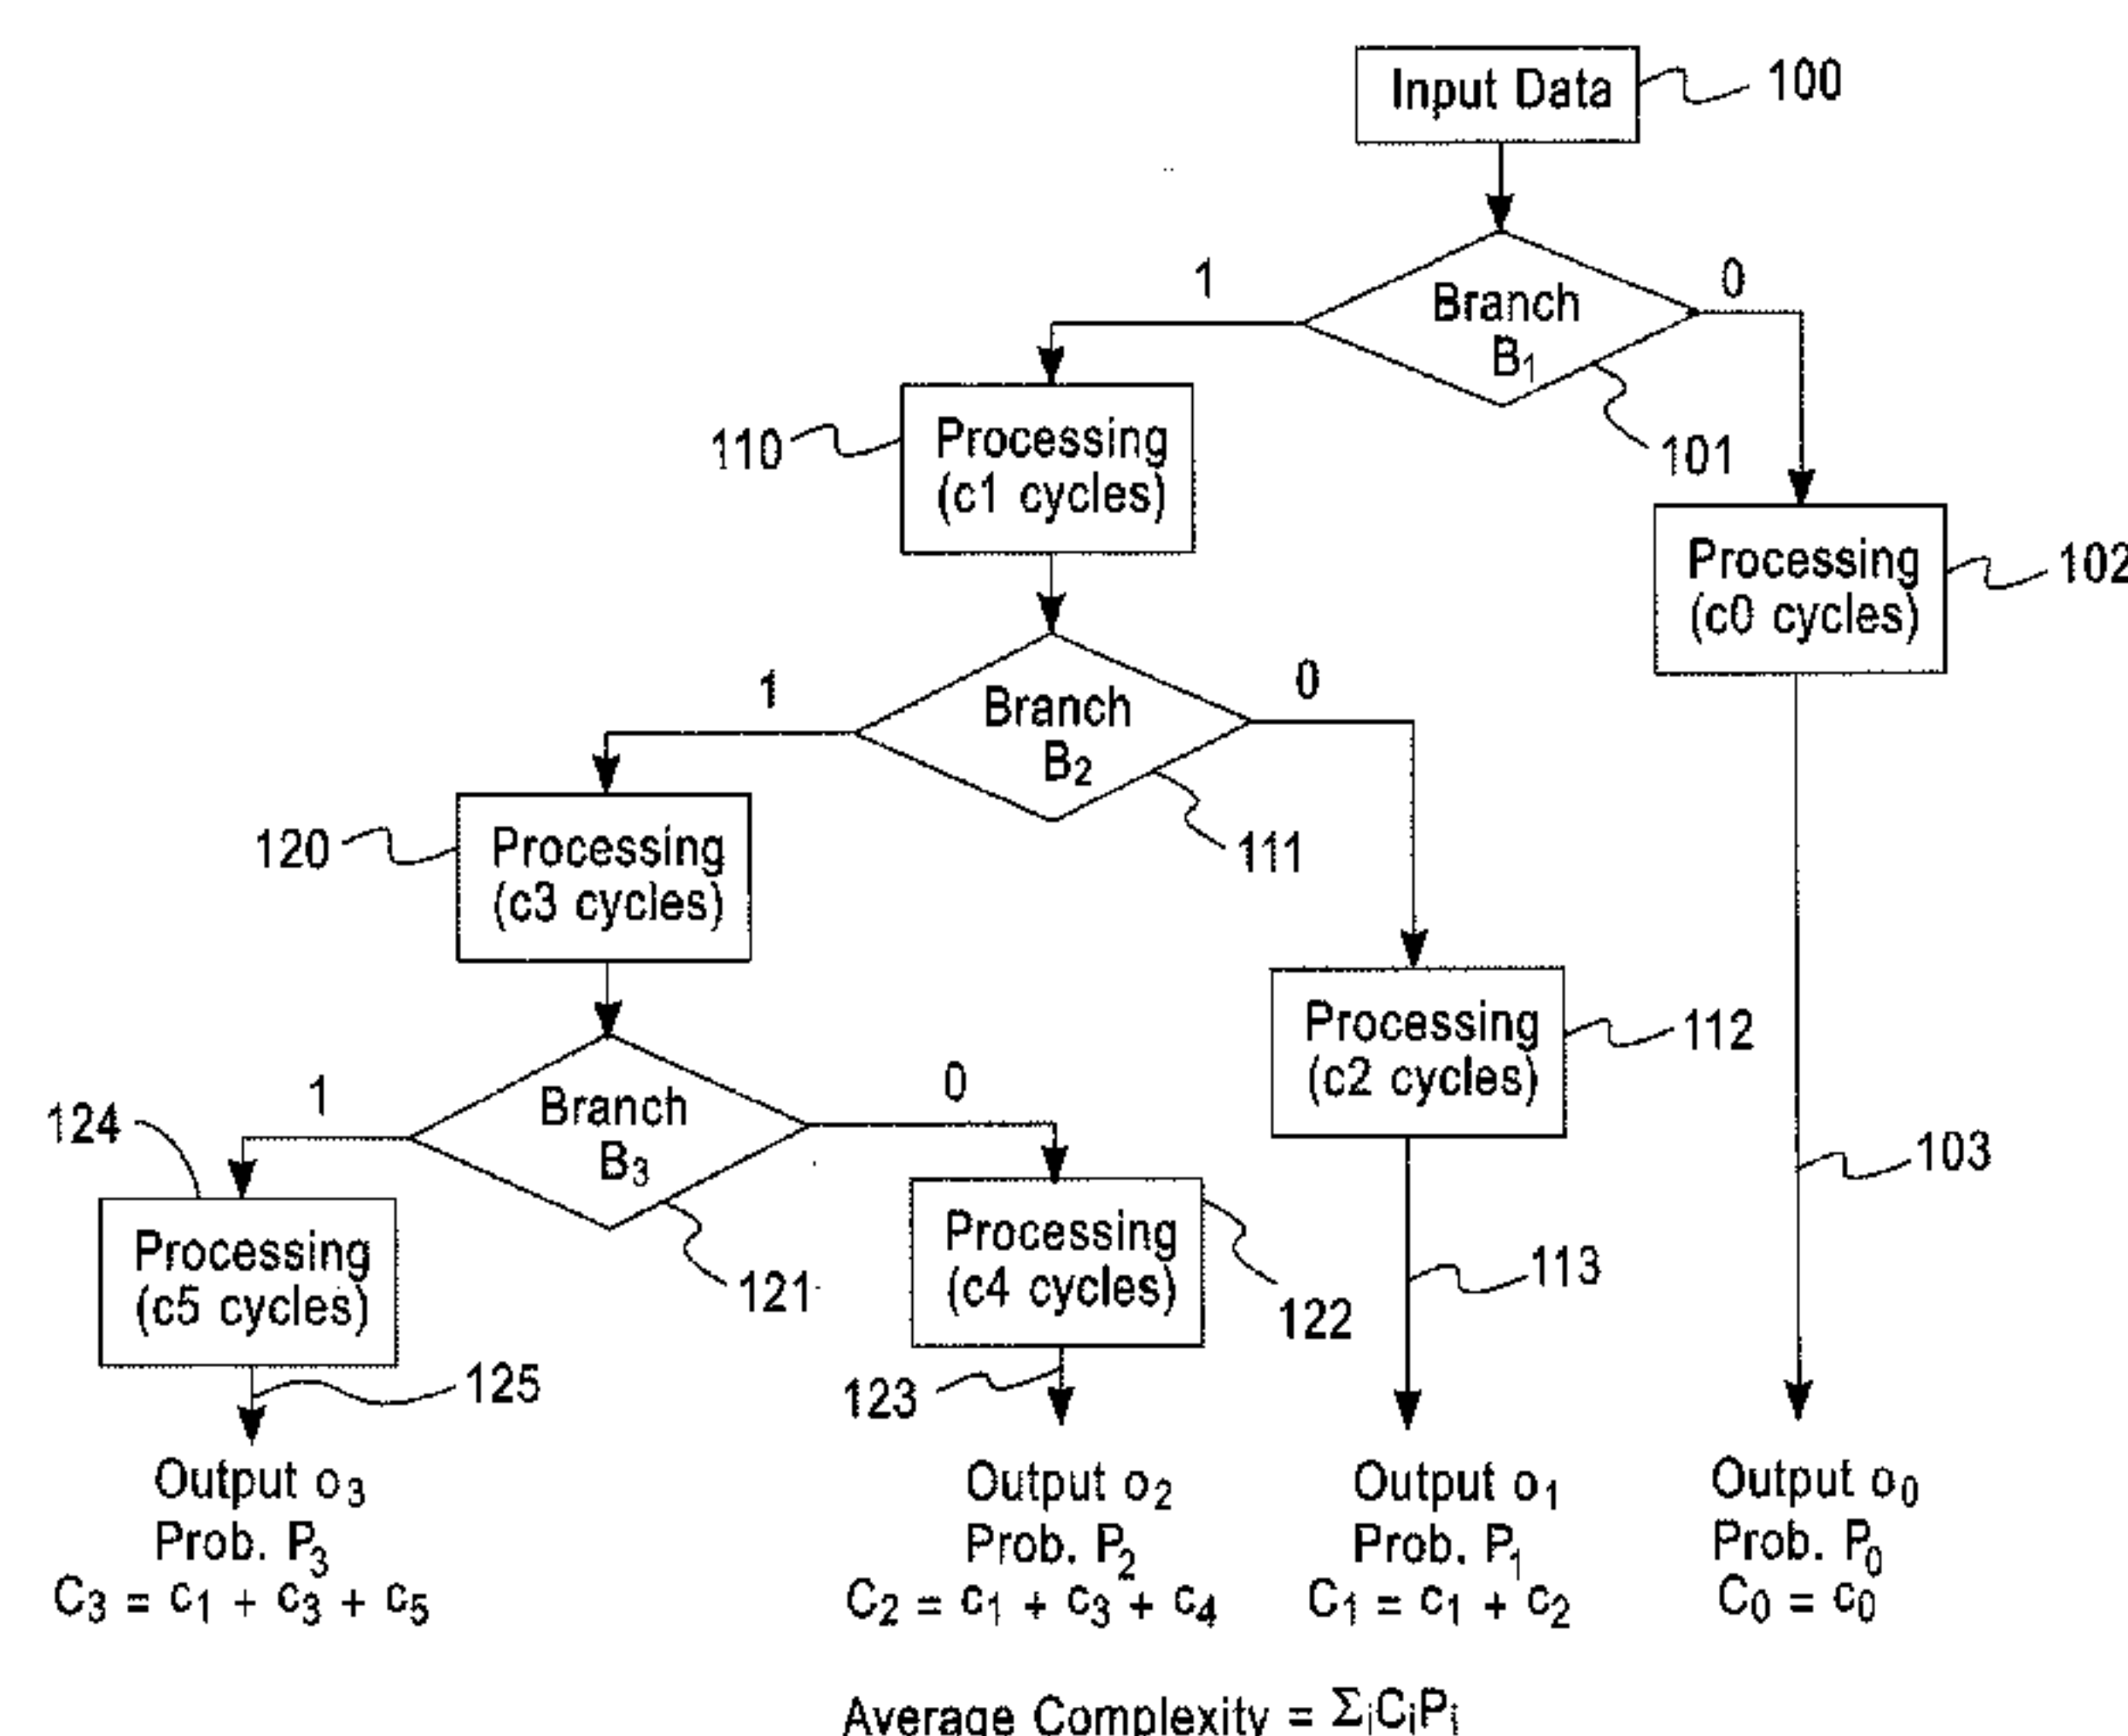 Input Data
100
1
0
Branch
B₁
101
110
Processing
(c1 cycles)
Processing
(c0 cycles)
102
1
0
Branch
B₂
111
120
Processing
(c3 cycles)
Processing
(c2 cycles)
112
1
0
Branch
B₃
121
124
Processing
(c5 cycles)
Processing
(c4 cycles)
122
103
113
125
123
Output o₃
Prob. P₃
C₃ = c₁ + c₃ + c₅
Output o₂
Prob. P₂
C₂ = c₁ + c₃ + c₄
Output o₁
Prob. P₁
C₁ = c₁ + c₂
Output o₀
Prob. P₀
C₀ = c₀
Average Complexity = ΣᵢCᵢPᵢ